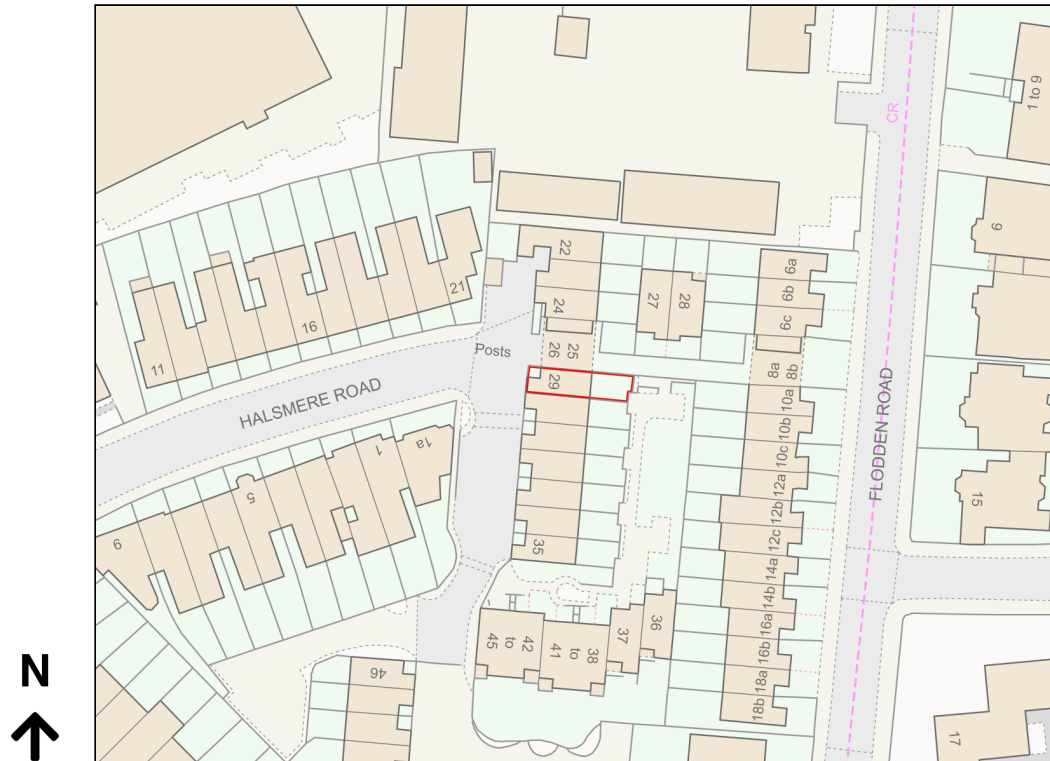 1 to 9
CR
6
22
6a
6b
6c
27
28
24
21
16
11
Posts
25
26
29
8a
8b
HALSMERE ROAD
FLODDEN ROAD
10a
10b
10c
12a
12b
12c
14a
14b
16a
16b
18a
18b
1a
1
5
9
15
35
36
37
38
to
41
42
to
45
46
17
N